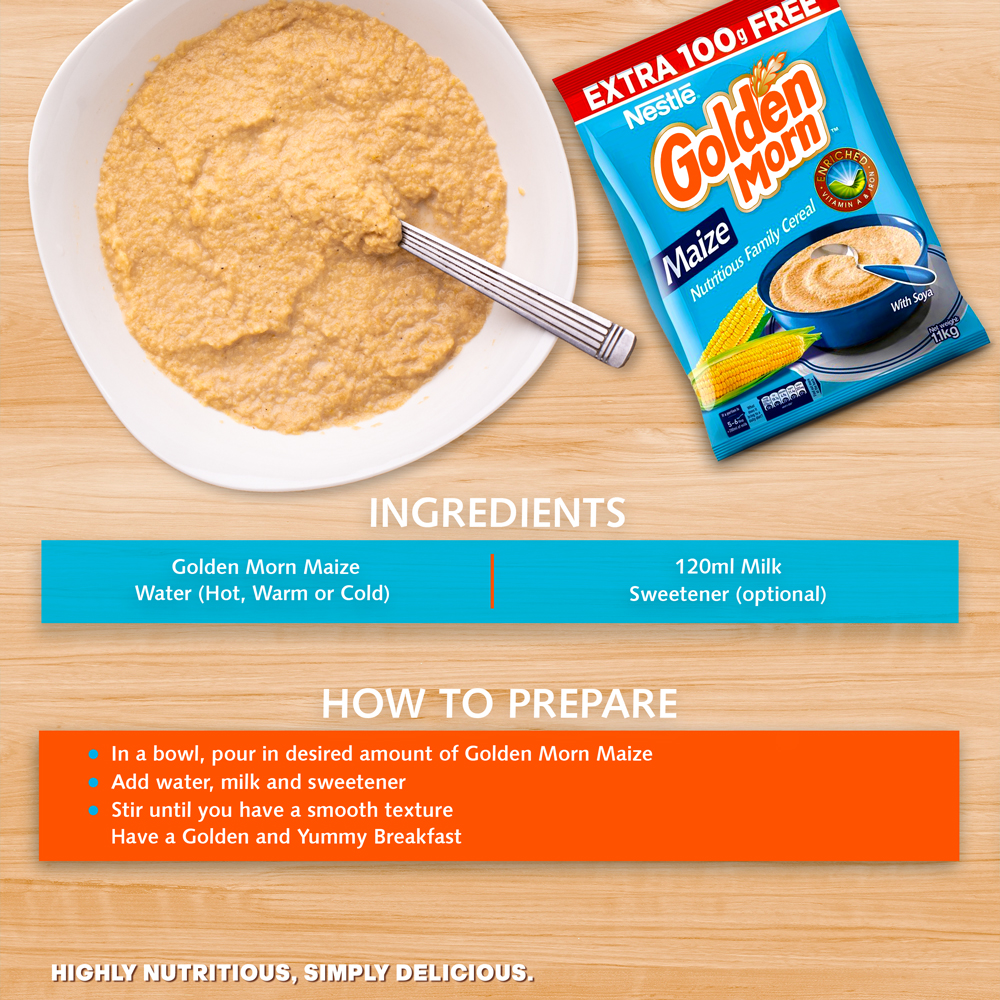 EXTRA 100g FREE
Nestlé
Golden
Morn
ENRICHED
VITAMIN A & IRON
Maize
Nutritious Family Cereal
With Soya
Net weight
1.1kg
INGREDIENTS
Golden Morn Maize
Water (Hot, Warm or Cold)
120ml Milk
Sweetener (optional)
HOW TO PREPARE
In a bowl, pour in desired amount of Golden Morn Maize
Add water, milk and sweetener
Stir until you have a smooth texture
Have a Golden and Yummy Breakfast
HIGHLY NUTRITIOUS, SIMPLY DELICIOUS.